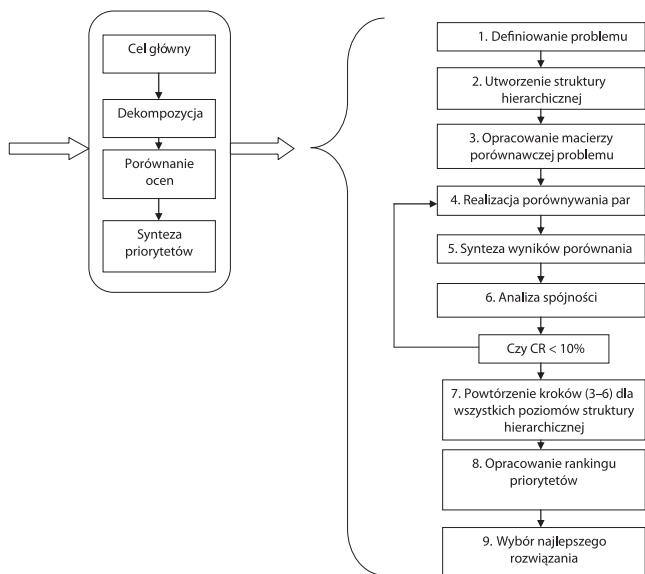 Cel główny
Dekompozycja
Porównanie
ocen
Synteza
priorytetów
1. Definiowanie problemu
2. Utworzenie struktury
hierarchicznej
3. Opracowanie macierzy
porównawczej problemu
4. Realizacja porównywania par
5. Synteza wyników porównania
6. Analiza spójności
Czy CR < 10%
7. Powtórzenie kroków (3–6) dla
wszystkich poziomów struktury
hierarchicznej
8. Opracowanie rankingu
priorytetów
9. Wybór najlepszego
rozwiązania